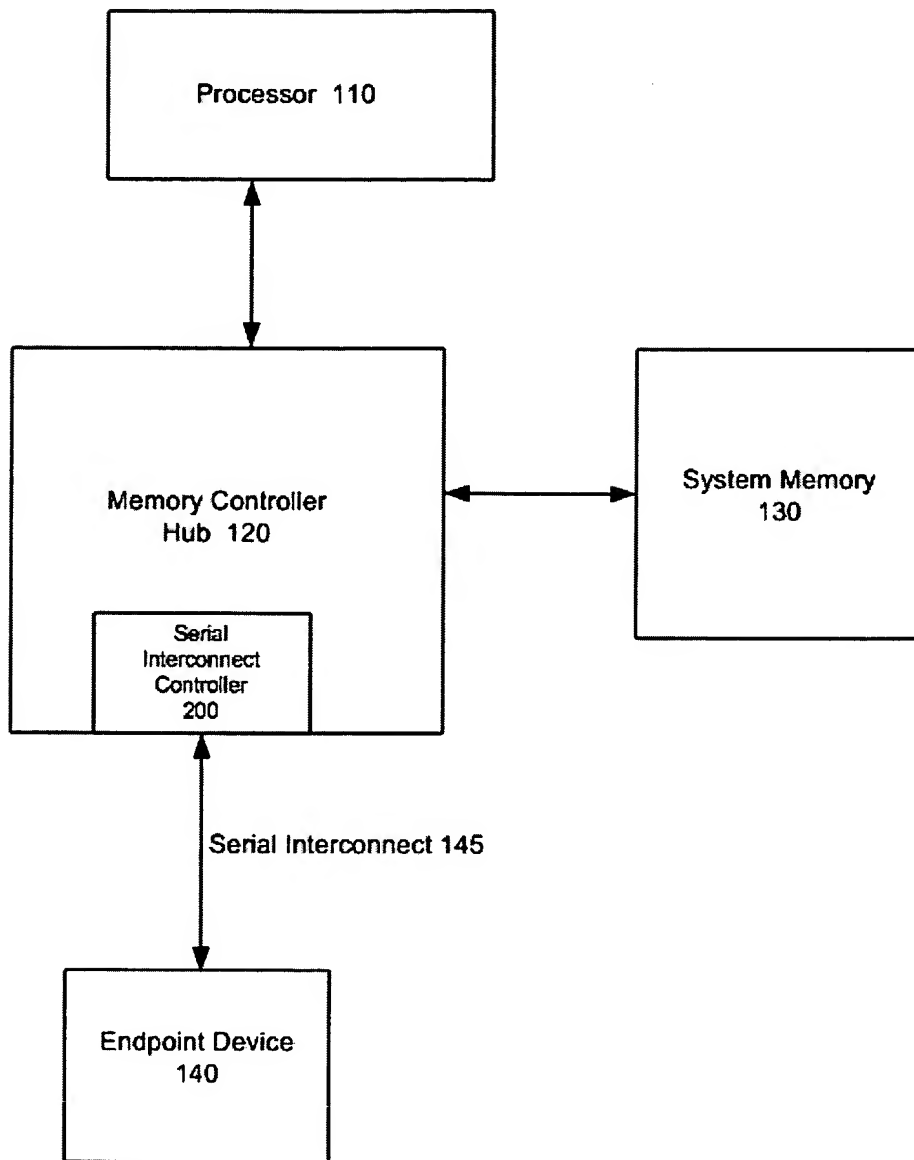 Processor 110
Memory Controller
Hub 120
System Memory
130
Serial
Interconnect
Controller
200
Serial Interconnect 145
Endpoint Device
140